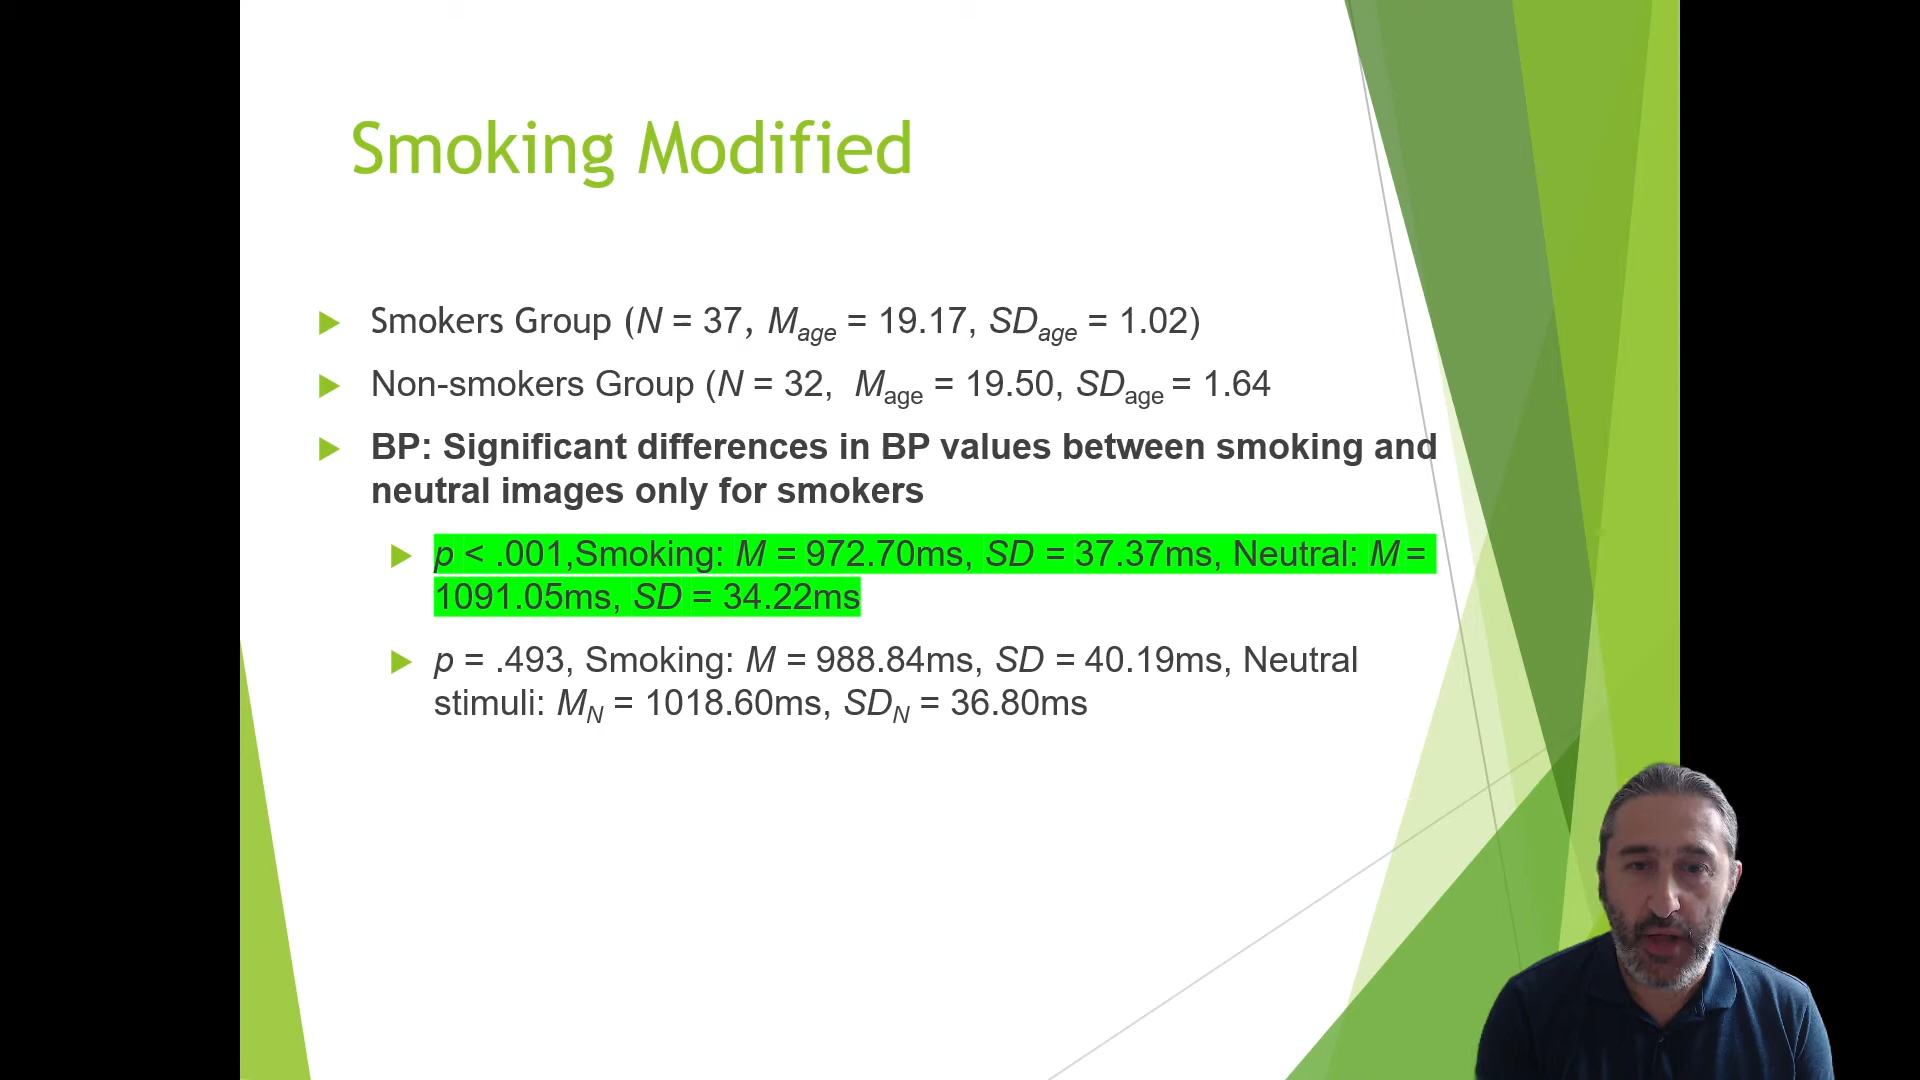 Smoking Modified
Smokers Group (N = 37, Mage = 19.17, SDage = 1.02)
Non-smokers Group (N = 32, Mage = 19.50, SDage = 1.64
BP: Significant differences in BP values between smoking and
neutral images only for smokers
p < .001,Smoking: M = 972.70ms, SD = 37.37ms, Neutral: M =
1091.05ms, SD = 34.22ms
p = .493, Smoking: M = 988.84ms, SD = 40.19ms, Neutral
stimuli: MN = 1018.60ms, SDN = 36.80ms